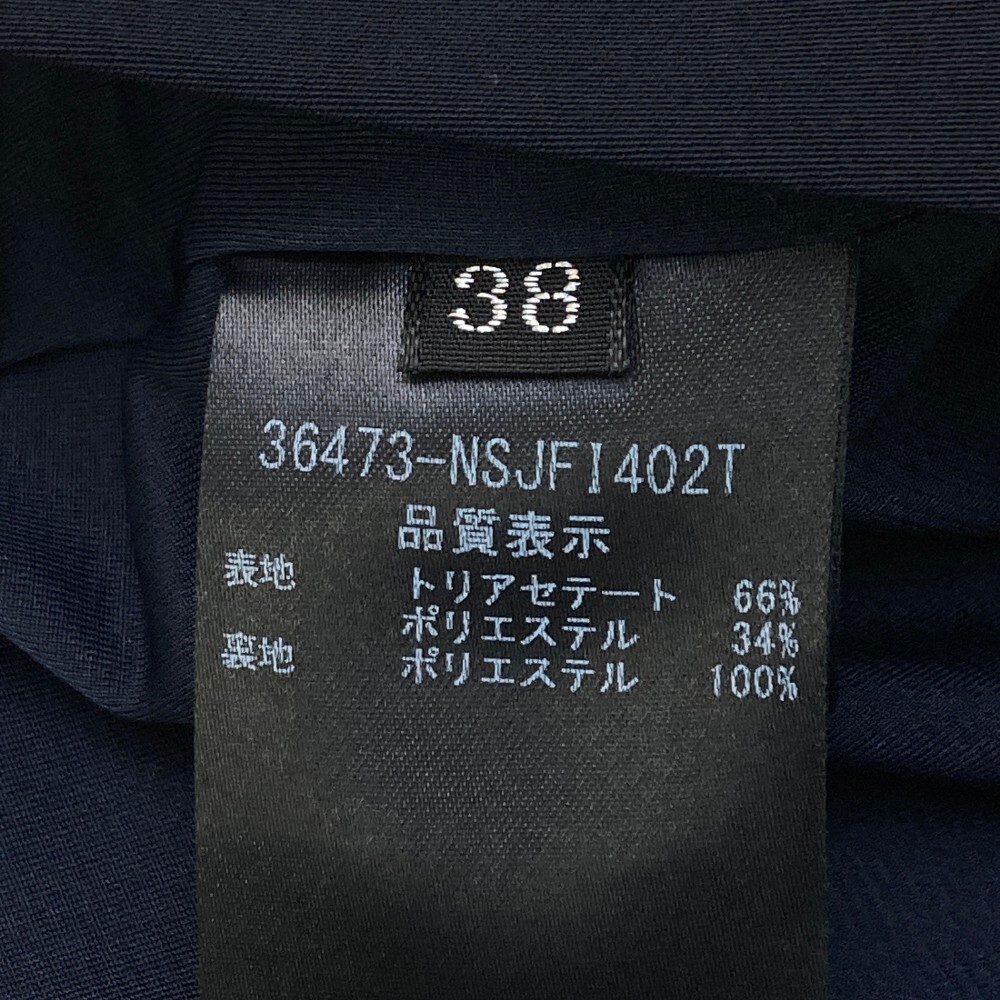 38
36473-NSJFI402T
品質表示
表地 トリアセテート 66%
ポリエステル 34%
裏地 ポリエステル 100%